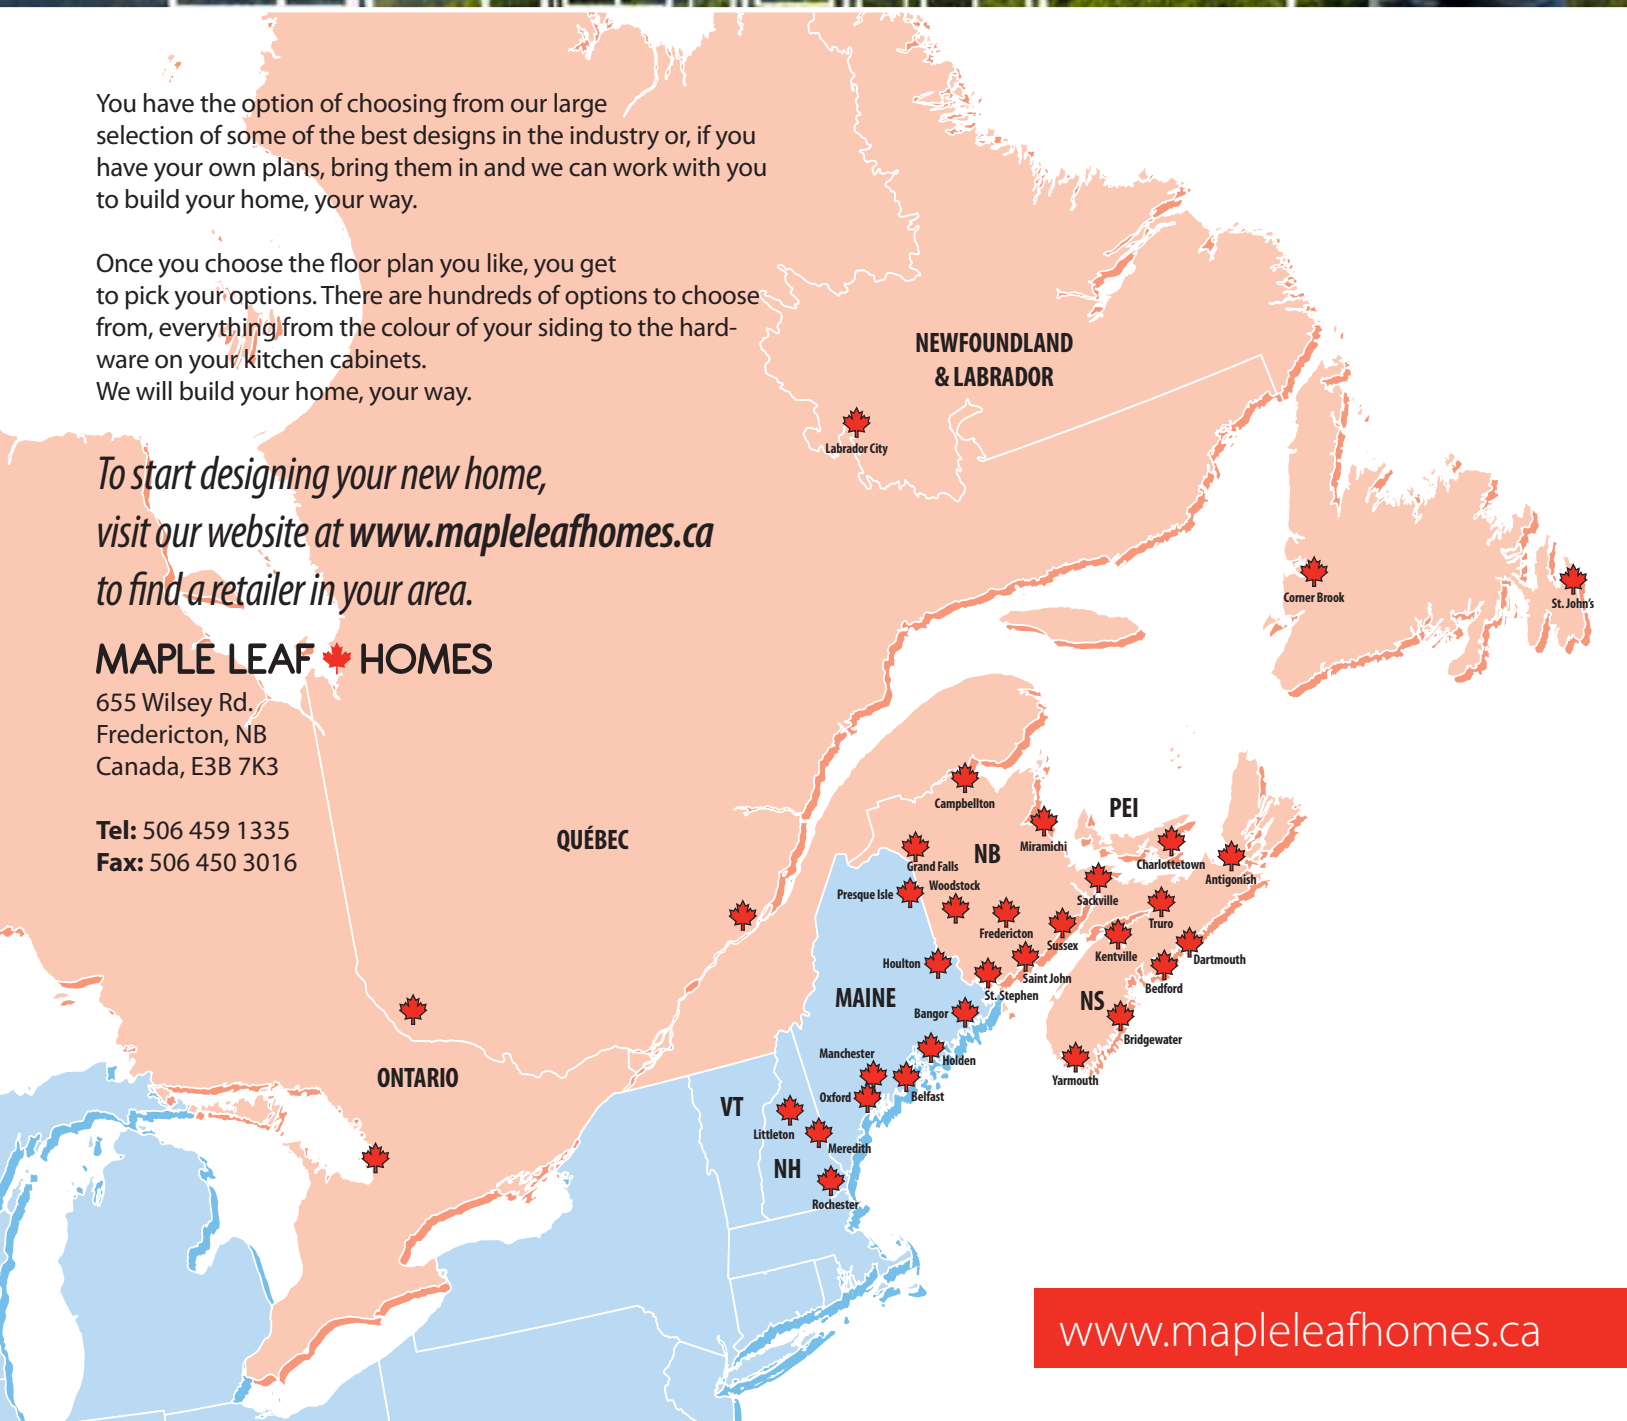 You have the option of choosing from our large
selection of some of the best designs in the industry or, if you
have your own plans, bring them in and we can work with you
to build your home, your way.
Once you choose the floor plan you like, you get
to pick your options. There are hundreds of options to choose
from, everything from the colour of your siding to the hard-
ware on your kitchen cabinets.
We will build your home, your way.
To start designing your new home,
visit our website at www.mapleleafhomes.ca
to find a retailer in your area.
MAPLE LEAF HOMES
655 Wilsey Rd.
Fredericton, NB
Canada, E3B 7K3
Tel: 506 459 1335
Fax: 506 450 3016
NEWFOUNDLAND
& LABRADOR
Labrador City
Corner Brook
St. John's
QUÉBEC
ONTARIO
Campbellton
PEI
Miramichi
NB
Charlottetown
Grand Falls
Antigonish
Woodstock
Presque Isle
Sackville
Truro
Fredericton
Sussex
Kentville
Dartmouth
Houlton
Saint John
Bedford
St. Stephen
MAINE
NS
Bangor
Bridgewater
Manchester
Holden
Yarmouth
Oxford
Belfast
VT
Littleton
Meredith
NH
Rochester
www.mapleleafhomes.ca